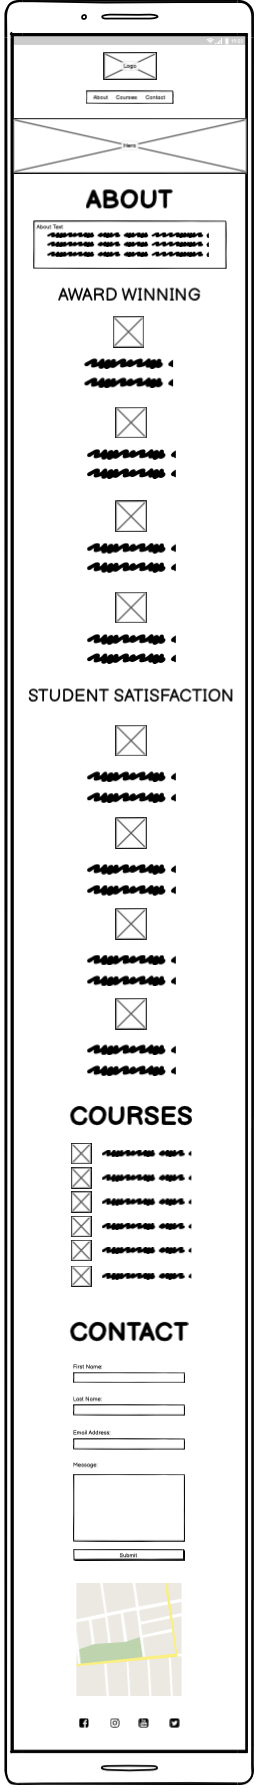 Logo
About Courses Contact
Hero
ABOUT
About Text
AWARD WINNING
STUDENT SATISFACTION
COURSES
CONTACT
First Name:
Last Name:
Email Address:
Message:
Submit